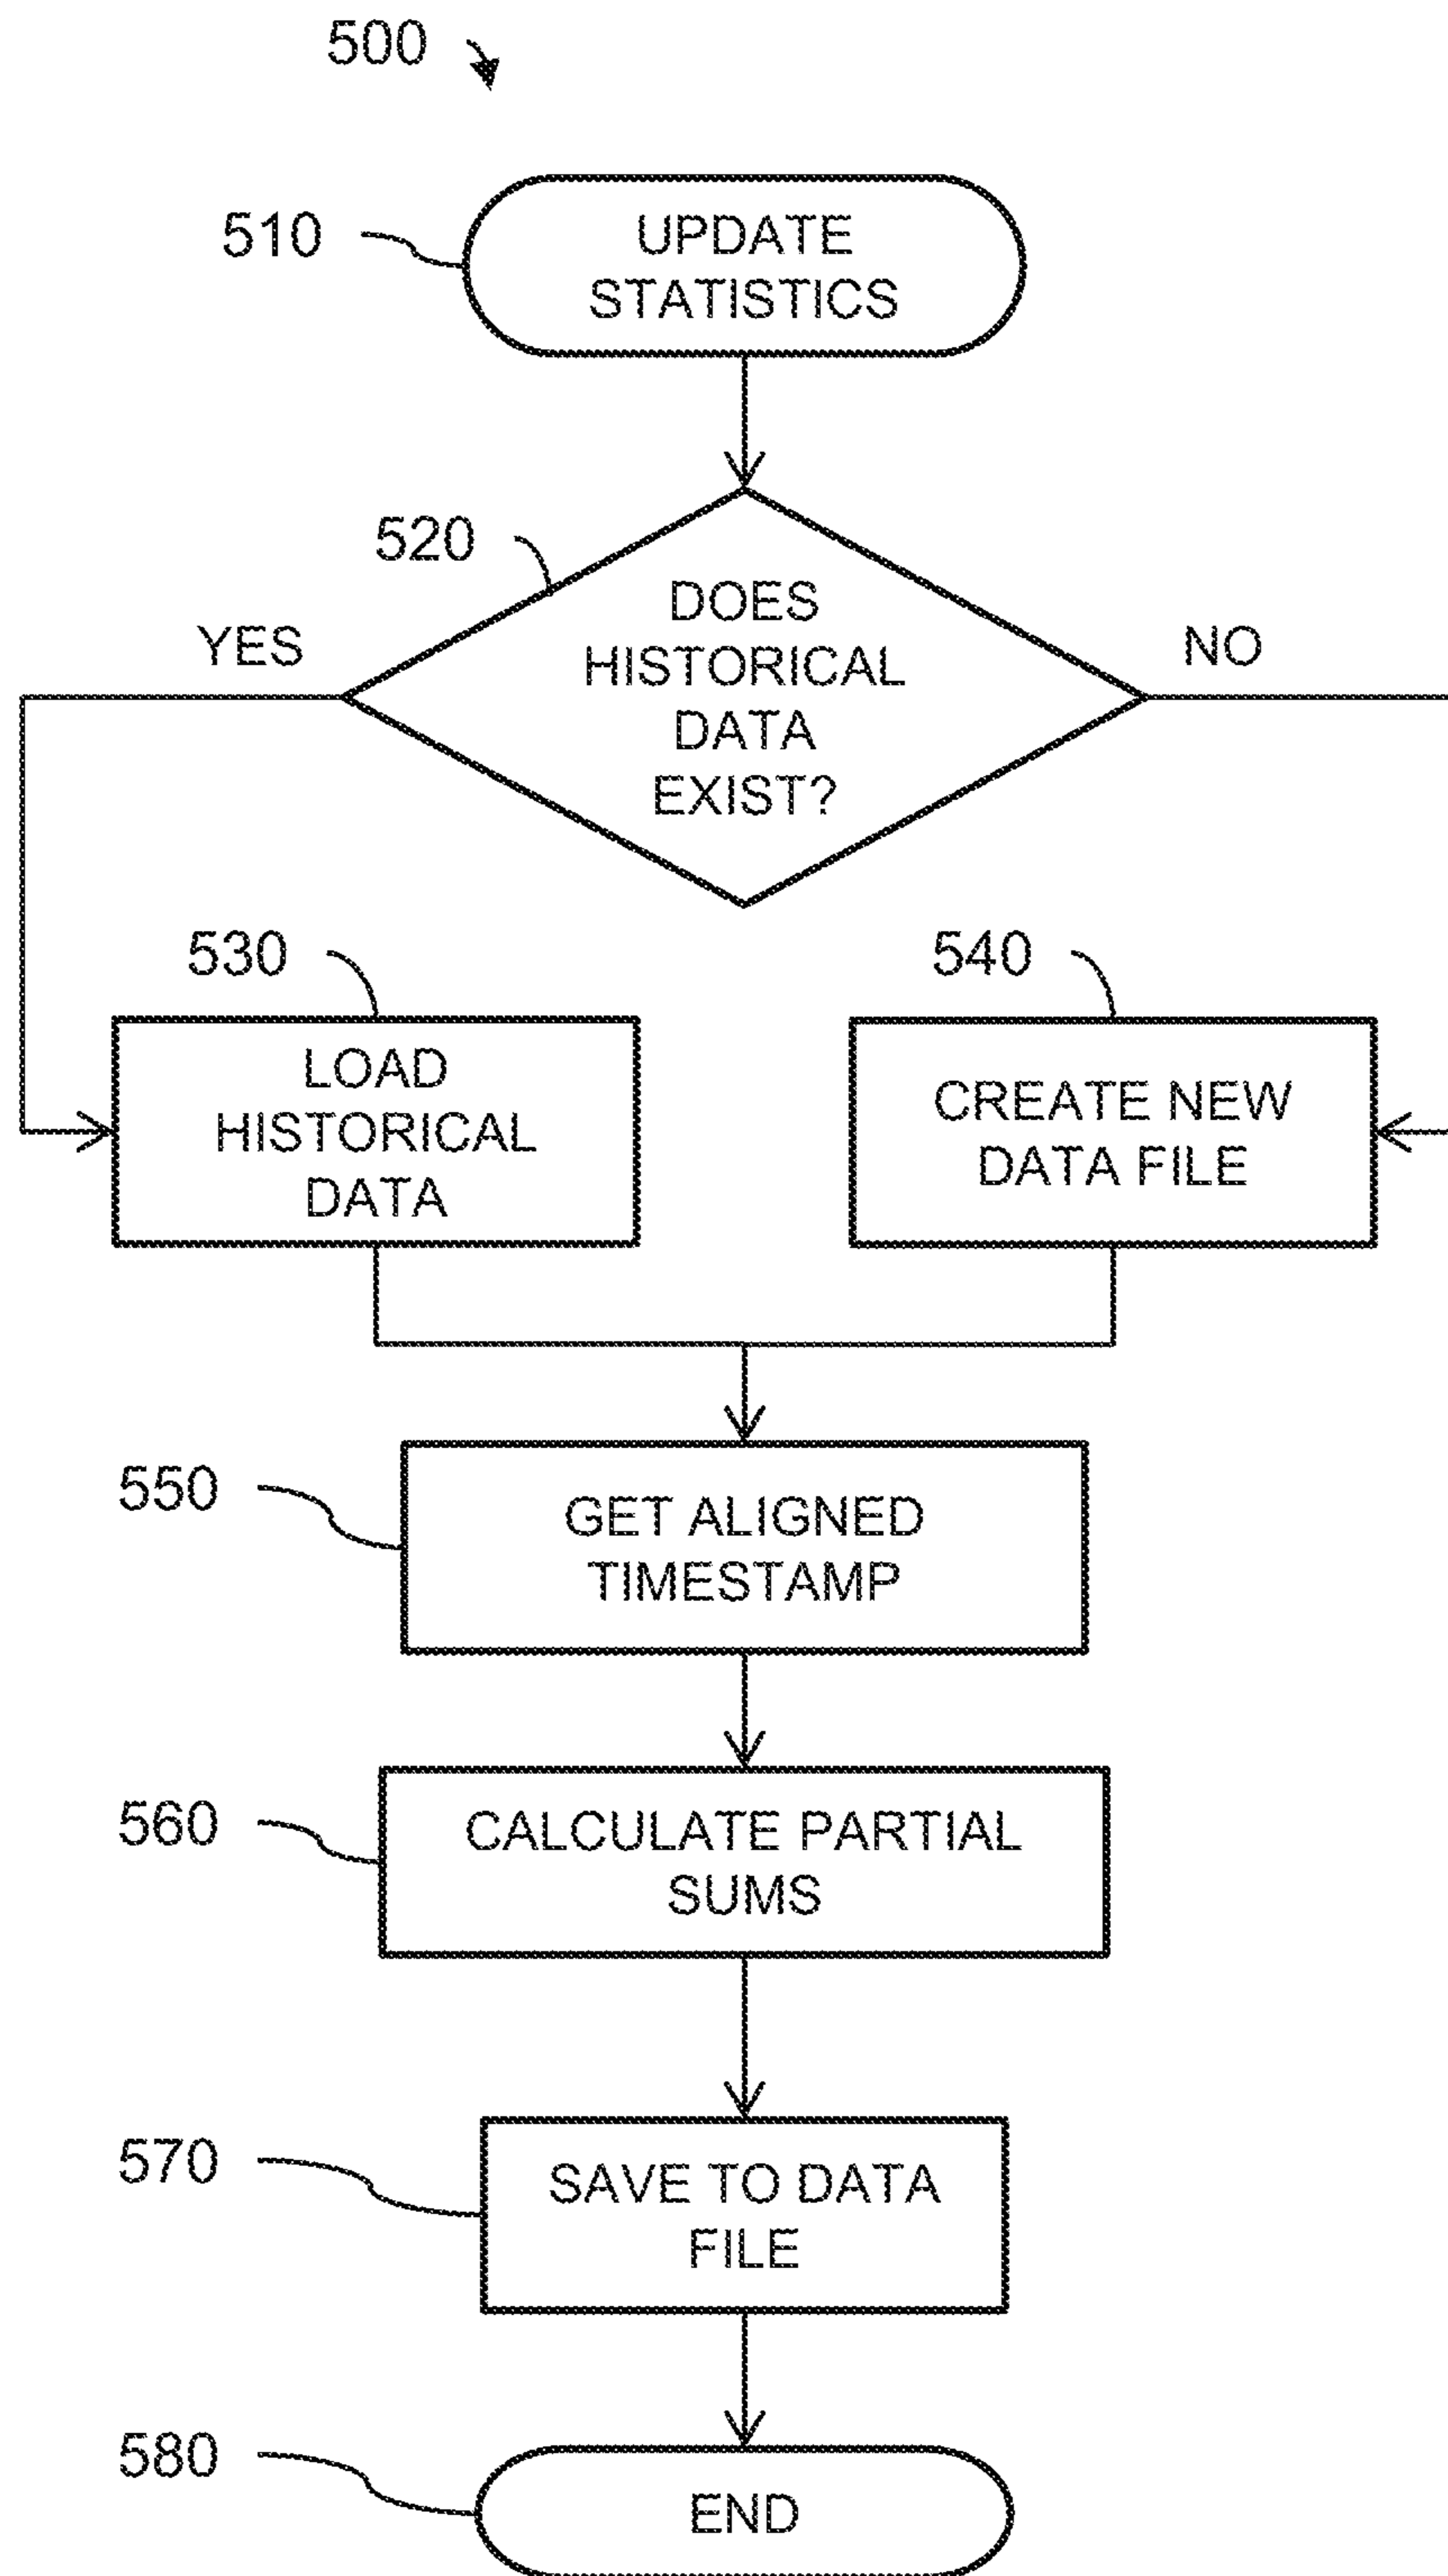 500
510
UPDATE
STATISTICS
520
DOES
HISTORICAL
DATA
EXIST?
YES
NO
530
LOAD
HISTORICAL
DATA
540
CREATE NEW
DATA FILE
550
GET ALIGNED
TIMESTAMP
560
CALCULATE PARTIAL
SUMS
570
SAVE TO DATA
FILE
580
END